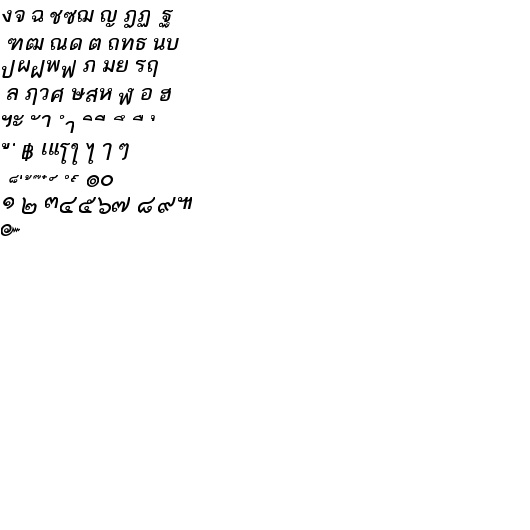 งจฉชซฌญฎฏฐ
ฑฒณดตถทธนบ
ปผฝพฟภมยรฤ
ลฦวศษสหฬอฮ
ฯะ ั า ำ ิ ี ึ ื ุ
ู ฺ ฿ เแโใไๅๆ
็ ่ ้ ๊ ๋ ์ ํ ๎ ๏๐
๑๒๓๔๕๖๗๘๙๚
๛